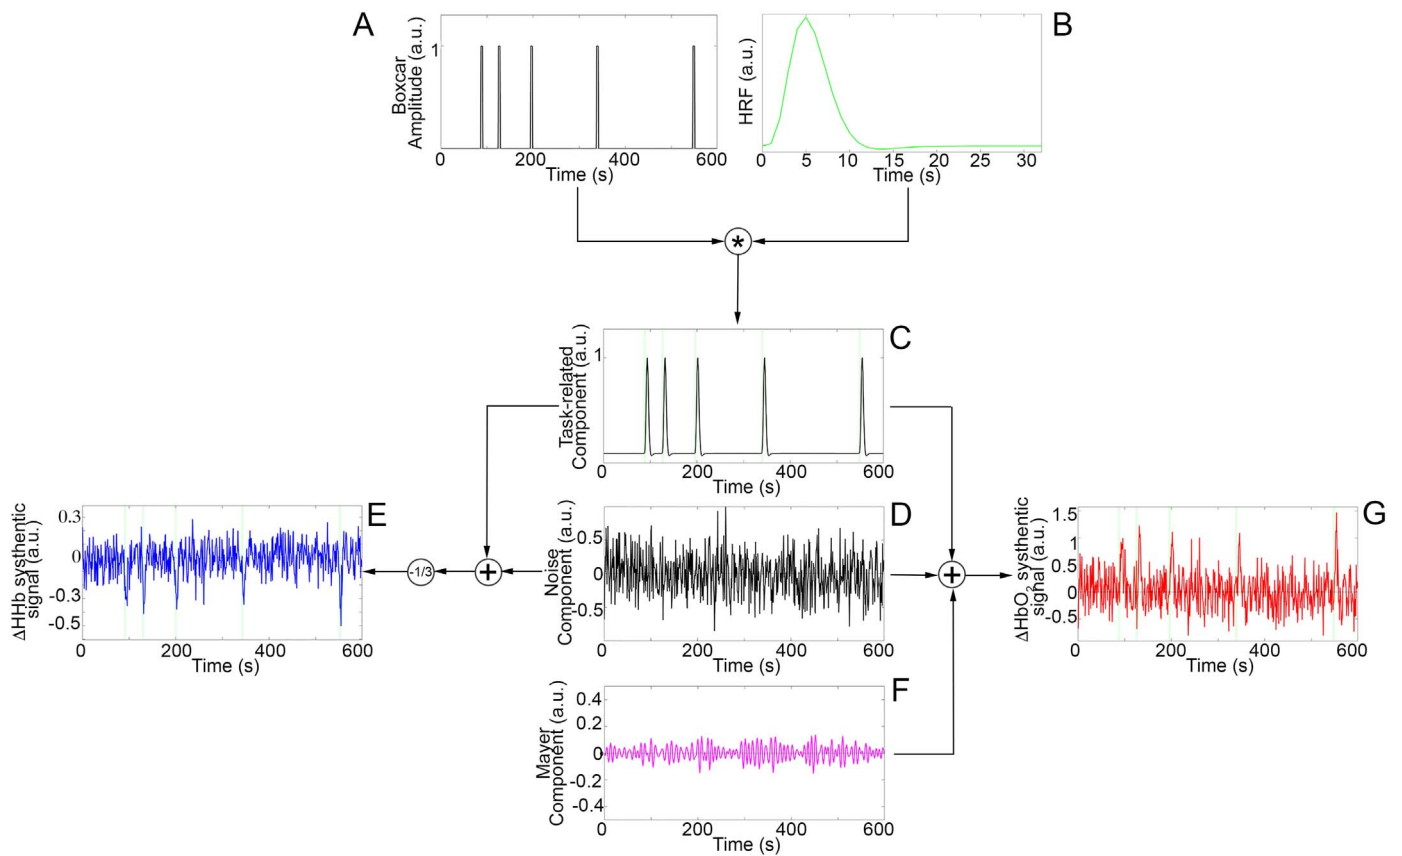 A
Boxcar
Amplitude (a.u.)
1
0 200 400 600
Time (s)
B
HRF (a.u.)
0 5 10 15 20 25 30
Time (s)
*
C
Task-related
Component (a.u.)
1
0 200 400 600
Time (s)
E
ΔHHb systhentic
signal (a.u.)
0.3
0
-0.3
-0.5
0 200 400 600
Time (s)
-1/3
+
D
Noise
Component (a.u.)
0.5
0
-0.5
0 200 400 600
Time (s)
+
G
ΔHbO2 systhentic
signal (a.u.)
1.5
1
0.5
0
-0.5
0 200 400 600
Time (s)
F
Mayer
Component (a.u.)
0.4
0.2
0
-0.2
-0.4
0 200 400 600
Time (s)